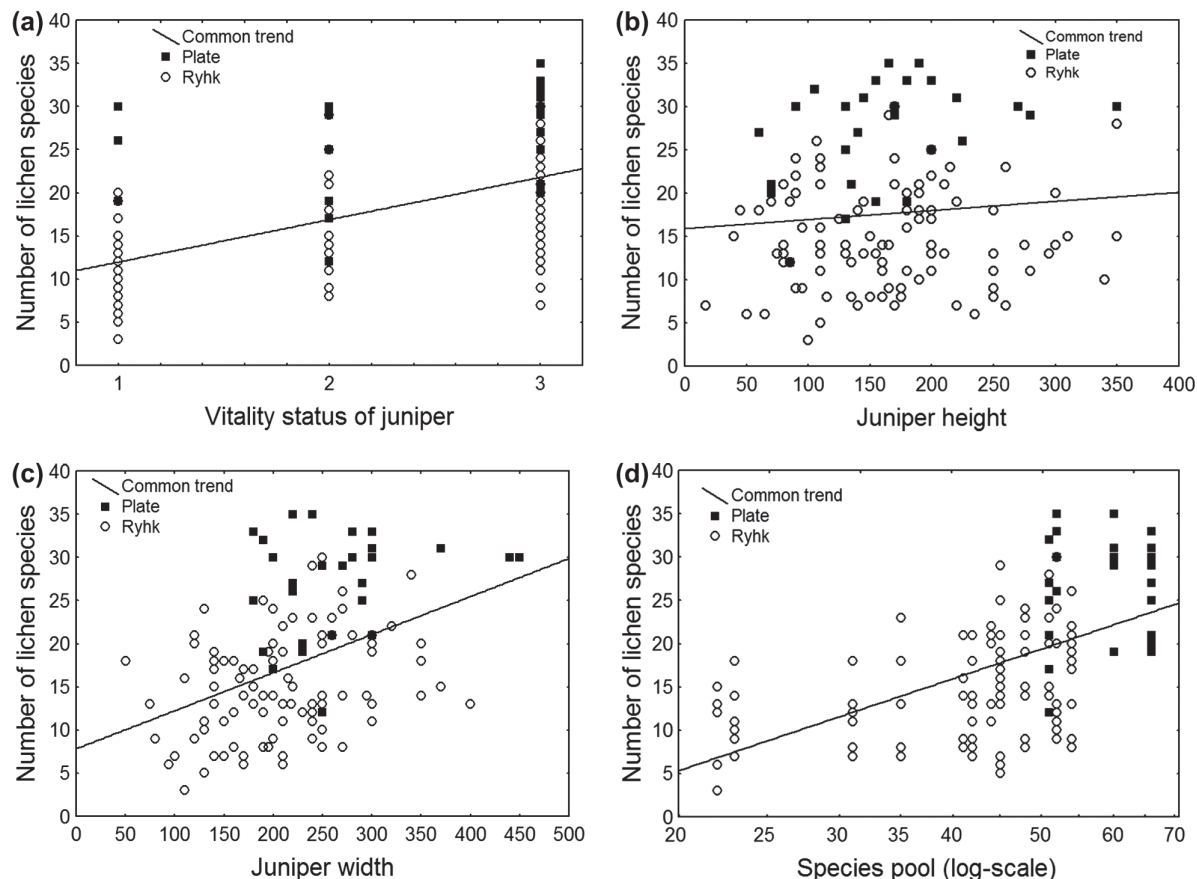 (a)
40
35
30
25
20
15
10
5
0
Number of lichen species
Common trend
Plate
Ryhk
1
2
3
Vitality status of juniper
(b)
40
35
30
25
20
15
10
5
0
Number of lichen species
Common trend
Plate
Ryhk
0 50 100 150 200 250 300 350 400
Juniper height
(c)
40
35
30
25
20
15
10
5
0
Number of lichen species
Common trend
Plate
Ryhk
0 50 100 150 200 250 300 350 400 450 500
Juniper width
(d)
40
35
30
25
20
15
10
5
0
Number of lichen species
Common trend
Plate
Ryhk
20 25 30 35 40 50 60 70
Species pool (log-scale)